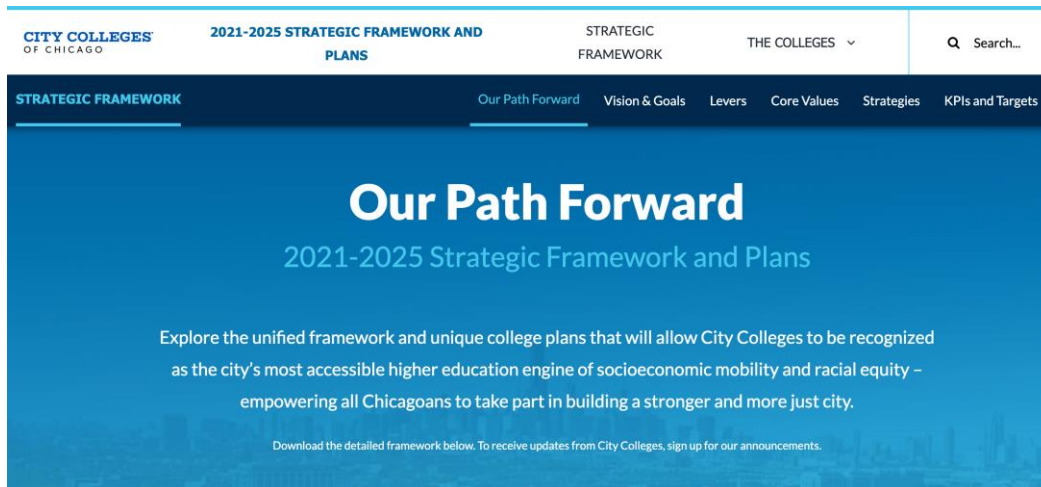 CITY COLLEGES®
OF CHICAGO
2021-2025 STRATEGIC FRAMEWORK AND
PLANS
STRATEGIC
FRAMEWORK
THE COLLEGES
Search...
STRATEGIC FRAMEWORK
Our Path Forward
Vision & Goals
Levers
Core Values
Strategies
KPIs and Targets
Our Path Forward
2021-2025 Strategic Framework and Plans
Explore the unified framework and unique college plans that will allow City Colleges to be recognized
as the city's most accessible higher education engine of socioeconomic mobility and racial equity –
empowering all Chicagoans to take part in building a stronger and more just city.
Download the detailed framework below. To receive updates from City Colleges, sign up for our announcements.